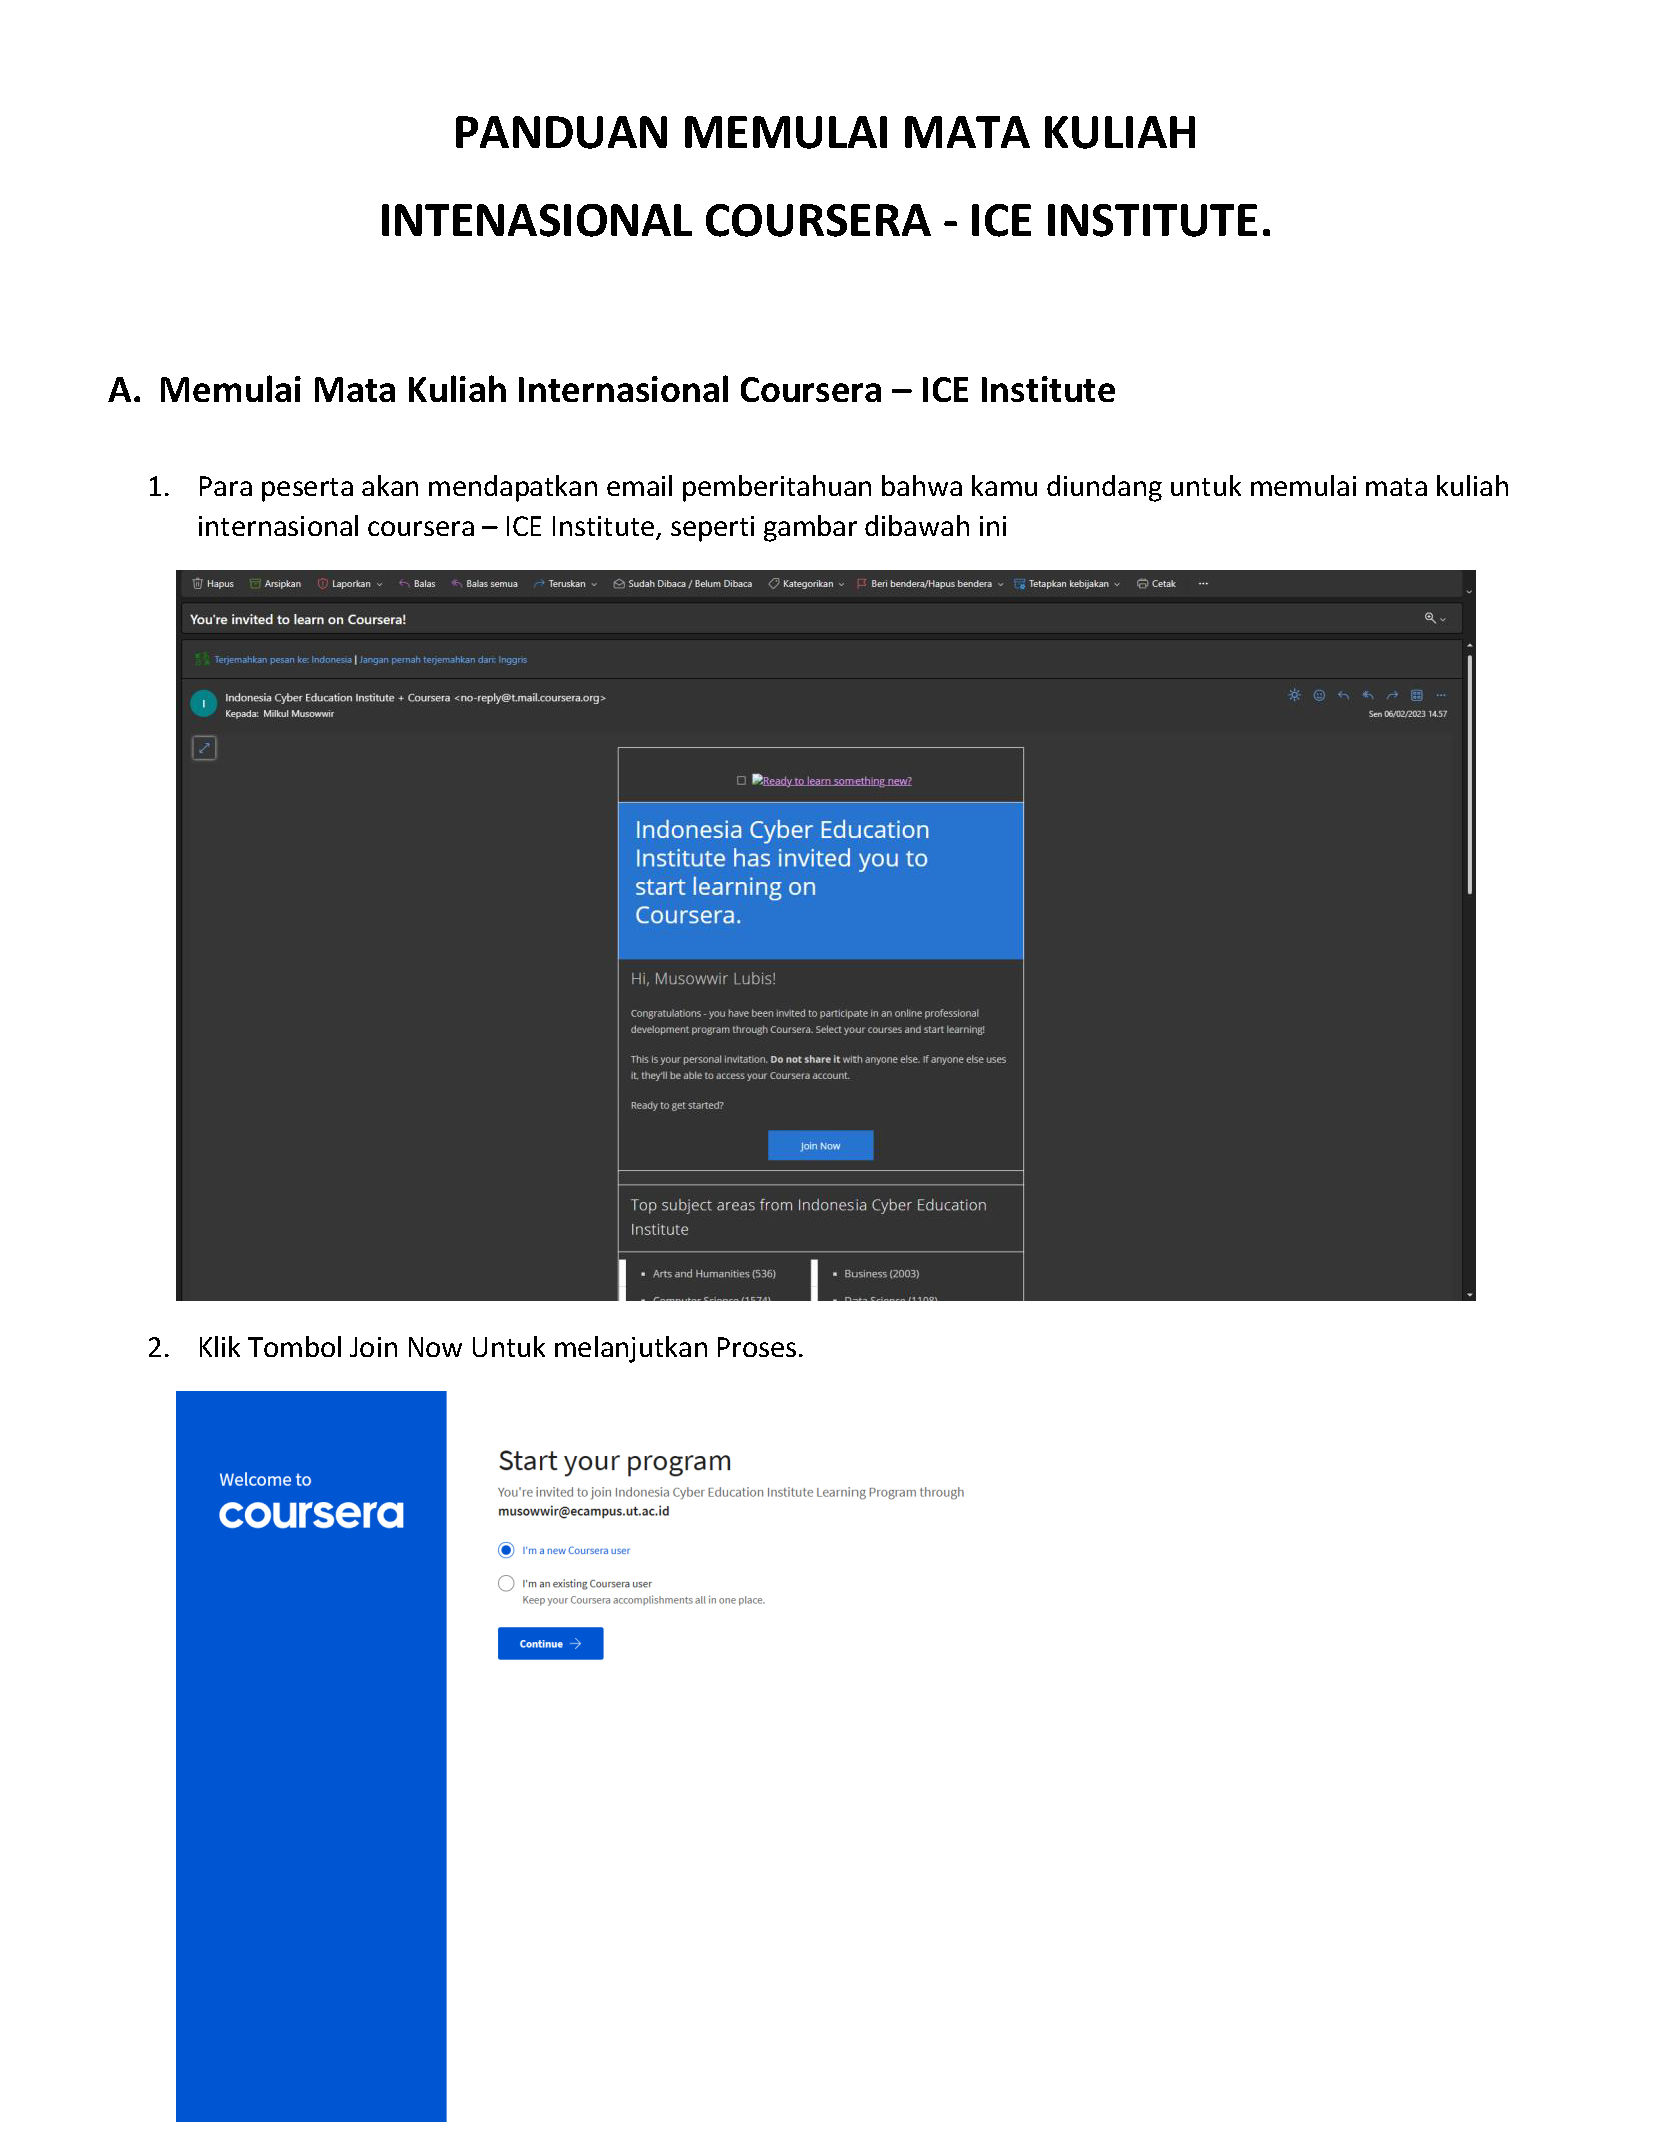 PANDUAN MEMULAI MATA KULIAH
INTENASIONAL COURSERA - ICE INSTITUTE.
A. Memulai Mata Kuliah Internasional Coursera – ICE Institute
1. Para peserta akan mendapatkan email pemberitahuan bahwa kamu diundang untuk memulai mata kuliah
internasional coursera – ICE Institute, seperti gambar dibawah ini
Hapus Arsipkan Laporkan Balas Balas semua Teruskan Sudah Dibaca / Belum Dibaca Kategorikan Beri bendera/Hapus bendera Tetapkan kebijakan Cetak ...
You're invited to learn on Coursera!
Terjemahkan pesan ke: Indonesia | Jangan pernah terjemahkan dari: Inggris
I
Indonesia Cyber Education Institute + Coursera <no-reply@t.mail.coursera.org>
Kepada: Milkul Musowwir
Sen 06/02/2023 14.57
Ready to learn something new?
Indonesia Cyber Education
Institute has invited you to
start learning on
Coursera.
Hi, Musowwir Lubis!
Congratulations - you have been invited to participate in an online professional
development program through Coursera. Select your courses and start learning!
This is your personal invitation. Do not share it with anyone else. If anyone else uses
it, they'll be able to access your Coursera account.
Ready to get started?
Join Now
Top subject areas from Indonesia Cyber Education
Institute
▪ Arts and Humanities (536) ▪ Business (2003)
▪ Computer Science (1574) ▪ Data Science (1108)
2. Klik Tombol Join Now Untuk melanjutkan Proses.
Welcome to
coursera
Start your program
You're invited to join Indonesia Cyber Education Institute Learning Program through
musowwir@ecampus.ut.ac.id
I'm a new Coursera user
I'm an existing Coursera user
Keep your Coursera accomplishments all in one place.
Continue →